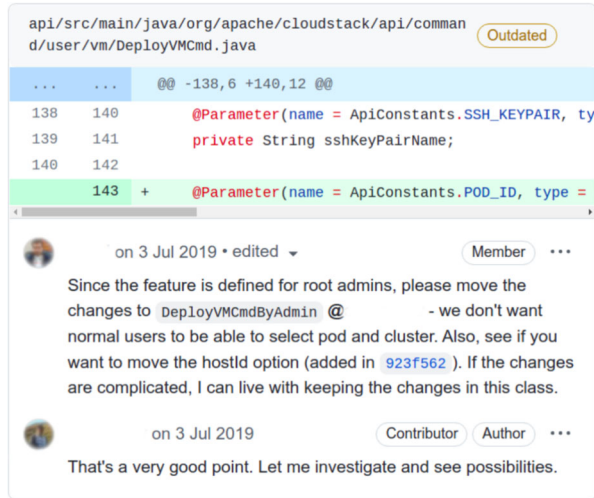 api/src/main/java/org/apache/cloudstack/api/comman
d/user/vm/DeployVMCmd.java
Outdated
... ... @@ -138,6 +140,12 @@
138 140 @Parameter(name = ApiConstants.SSH_KEYPAIR, ty
139 141 private String sshKeyPairName;
140 142
143 + @Parameter(name = ApiConstants.POD_ID, type =
on 3 Jul 2019 • edited Member ...
Since the feature is defined for root admins, please move the
changes to DeployVMCmdByAdmin @ - we don't want
normal users to be able to select pod and cluster. Also, see if you
want to move the hostId option (added in 923f562 ). If the changes
are complicated, I can live with keeping the changes in this class.
on 3 Jul 2019 Contributor Author ...
That's a very good point. Let me investigate and see possibilities.